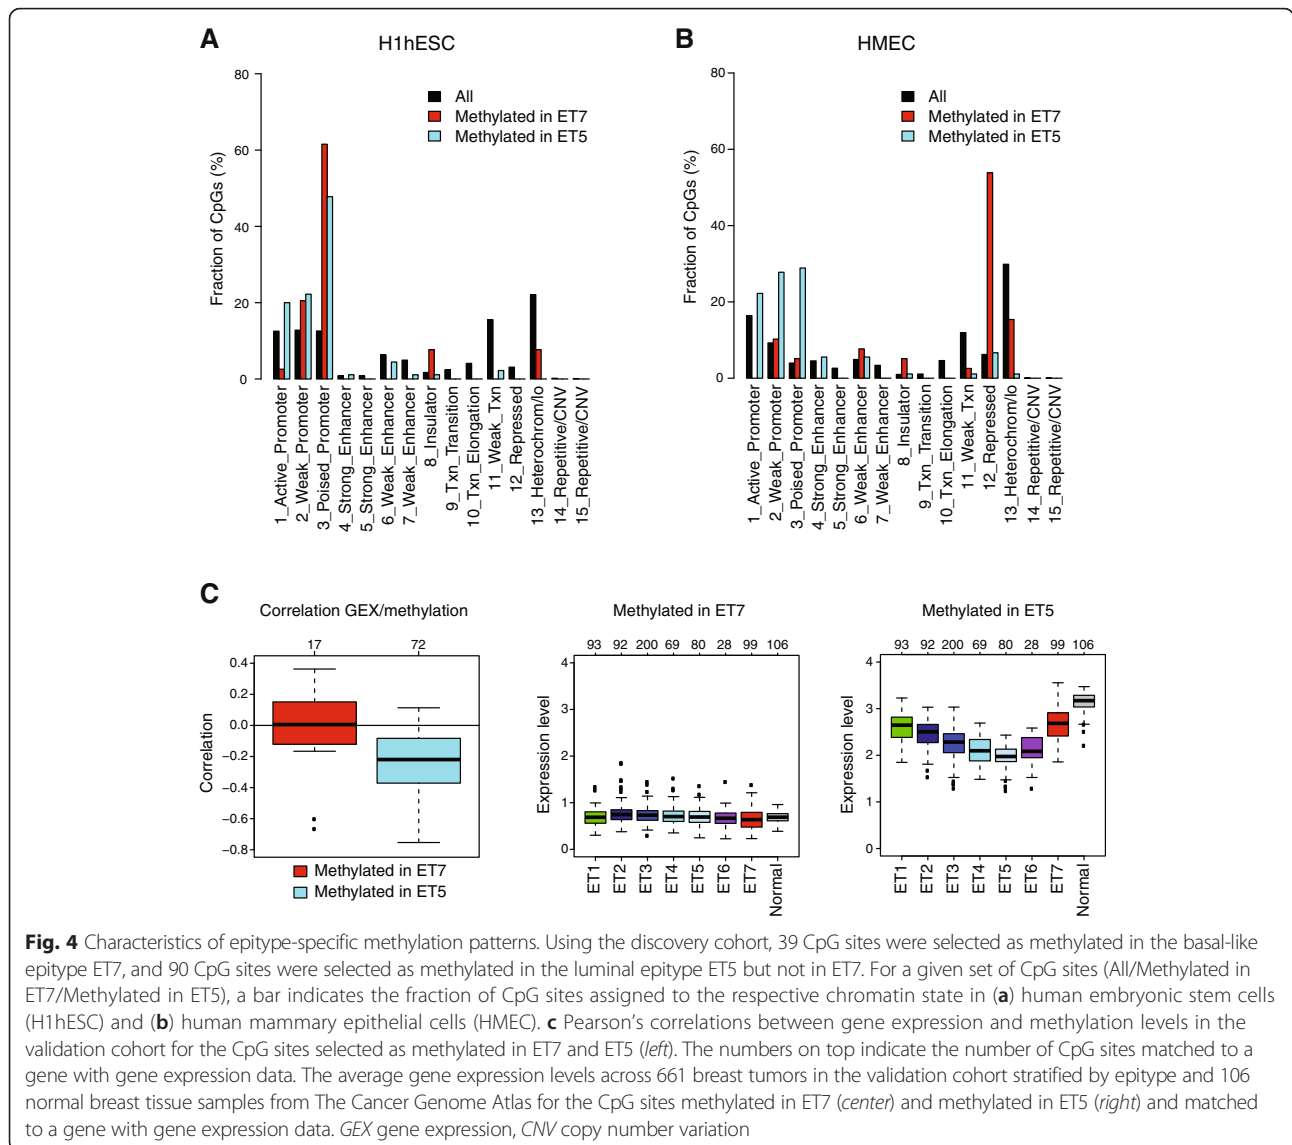 A
H1hESC
80
60
40
20
0
Fraction of CpGs (%)
All
Methylated in ET7
Methylated in ET5
1_Active_Promoter
2_Weak_Promoter
3_Poised_Promoter
4_Strong_Enhancer
5_Strong_Enhancer
6_Weak_Enhancer
7_Weak_Enhancer
8_Insulator
9_Txn_Transition
10_Txn_Elongation
11_Weak_Txn
12_Repressed
13_Heterochrom/lo
14_Repetitive/CNV
15_Repetitive/CNV
B
HMEC
80
60
40
20
0
Fraction of CpGs (%)
All
Methylated in ET7
Methylated in ET5
1_Active_Promoter
2_Weak_Promoter
3_Poised_Promoter
4_Strong_Enhancer
5_Strong_Enhancer
6_Weak_Enhancer
7_Weak_Enhancer
8_Insulator
9_Txn_Transition
10_Txn_Elongation
11_Weak_Txn
12_Repressed
13_Heterochrom/lo
14_Repetitive/CNV
15_Repetitive/CNV
C
Correlation GEX/methylation
17 72
0.4
0.2
0.0
−0.2
−0.4
−0.6
−0.8
Correlation
Methylated in ET7
Methylated in ET5
Methylated in ET7
93 92 200 69 80 28 99 106
4
3
2
1
0
Expression level
ET1
ET2
ET3
ET4
ET5
ET6
ET7
Normal
Methylated in ET5
93 92 200 69 80 28 99 106
4
3
2
1
0
Expression level
ET1
ET2
ET3
ET4
ET5
ET6
ET7
Normal
Fig. 4 Characteristics of epitype-specific methylation patterns. Using the discovery cohort, 39 CpG sites were selected as methylated in the basal-like
epitype ET7, and 90 CpG sites were selected as methylated in the luminal epitype ET5 but not in ET7. For a given set of CpG sites (All/Methylated in
ET7/Methylated in ET5), a bar indicates the fraction of CpG sites assigned to the respective chromatin state in (a) human embryonic stem cells
(H1hESC) and (b) human mammary epithelial cells (HMEC). c Pearson's correlations between gene expression and methylation levels in the
validation cohort for the CpG sites selected as methylated in ET7 and ET5 (left). The numbers on top indicate the number of CpG sites matched to a
gene with gene expression data. The average gene expression levels across 661 breast tumors in the validation cohort stratified by epitype and 106
normal breast tissue samples from The Cancer Genome Atlas for the CpG sites methylated in ET7 (center) and methylated in ET5 (right) and matched
to a gene with gene expression data. GEX gene expression, CNV copy number variation